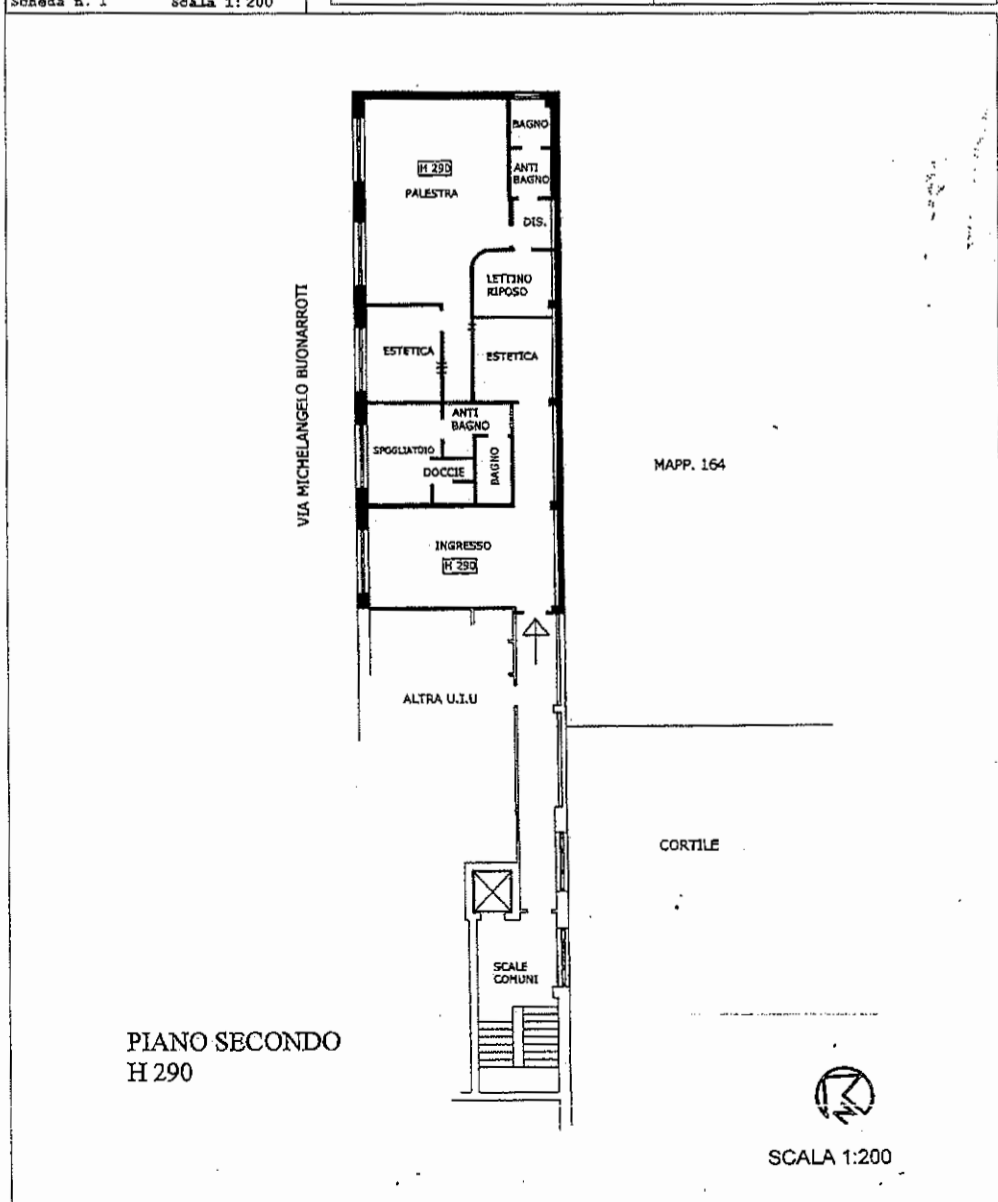 Scheda n. 1 Scala 1:200
BAGNO
H 290
PALESTRA
ANTI
BAGNO
DIS.
LETTINO
RIPOSO
VIA MICHELANGELO BUONARROTI
ESTETICA
ESTETICA
ANTI
BAGNO
SPOGLIATOIO
DOCCIE
BAGNO
MAPP. 164
INGRESSO
H 290
ALTRA U.I.U
CORTILE
SCALE
COMUNI
PIANO SECONDO
H 290
N
SCALA 1:200